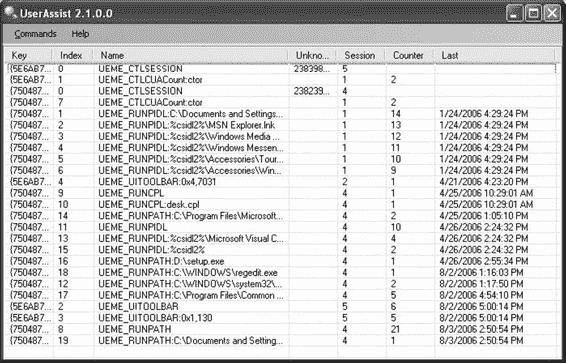 UserAssist 2.1.0.0
Commands Help
Key Index Name Unkno... Session Counter Last
{5E6AB7... 0 UEME_CTLSESSION 238398... 5
{5E6AB7... 1 UEME_CTLCUACount:ctor 1 2
{750487... 0 UEME_CTLSESSION 238239... 4
{750487... 7 UEME_CTLCUACount:ctor 1 2
{750487... 1 UEME_RUNPIDL:C:\Documents and Settings... 1 14 1/24/2006 4:29:24 PM
{750487... 2 UEME_RUNPIDL:%csidl2%\MSN Explorer.lnk 1 13 1/24/2006 4:29:24 PM
{750487... 3 UEME_RUNPIDL:%csidl2%\Windows Media ... 1 12 1/24/2006 4:29:24 PM
{750487... 4 UEME_RUNPIDL:%csidl2%\Windows Messen... 1 11 1/24/2006 4:29:24 PM
{750487... 5 UEME_RUNPIDL:%csidl2%\Accessories\Tour... 1 10 1/24/2006 4:29:24 PM
{750487... 6 UEME_RUNPIDL:%csidl2%\Accessories\Win... 1 9 1/24/2006 4:29:24 PM
{5E6AB7... 4 UEME_UITOOLBAR:0x4,7031 2 1 4/21/2006 4:23:20 PM
{750487... 9 UEME_RUNCPL 4 1 4/25/2006 10:29:01 AM
{750487... 10 UEME_RUNCPL:desk.cpl 4 1 4/25/2006 10:29:01 AM
{750487... 14 UEME_RUNPATH:C:\Program Files\Microsoft... 4 2 4/25/2006 1:05:10 PM
{750487... 11 UEME_RUNPIDL 4 10 4/26/2006 2:24:32 PM
{750487... 13 UEME_RUNPIDL:%csidl2%\Microsoft Visual C... 4 4 4/26/2006 2:24:32 PM
{750487... 15 UEME_RUNPIDL:%csidl2% 4 2 4/26/2006 2:24:32 PM
{750487... 16 UEME_RUNPATH:D:\setup.exe 4 1 4/26/2006 2:55:34 PM
{750487... 18 UEME_RUNPATH:C:\WINDOWS\regedit.exe 4 1 8/2/2006 1:16:03 PM
{750487... 12 UEME_RUNPATH:C:\WINDOWS\system32\... 4 2 8/2/2006 1:17:50 PM
{750487... 17 UEME_RUNPATH:C:\Program Files\Common ... 4 5 8/2/2006 4:54:10 PM
{5E6AB7... 2 UEME_UITOOLBAR 5 6 8/2/2006 5:00:14 PM
{5E6AB7... 3 UEME_UITOOLBAR:0x1,130 5 5 8/2/2006 5:00:14 PM
{750487... 8 UEME_RUNPATH 4 21 8/3/2006 2:50:54 PM
{750487... 19 UEME_RUNPATH:C:\Documents and Setting... 4 1 8/3/2006 2:50:54 PM